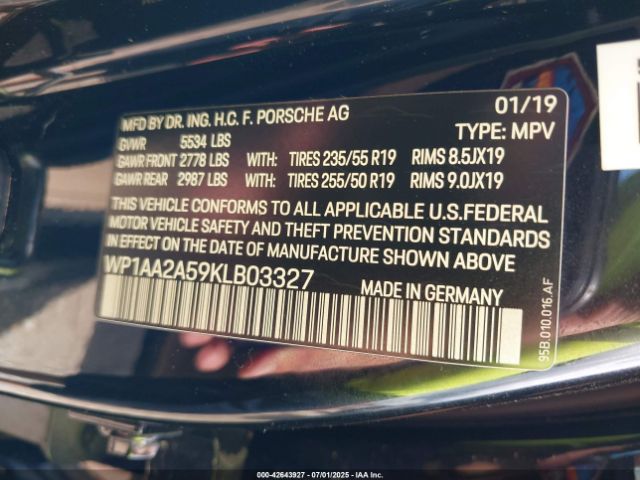 MFD BY DR. ING. H.C. F. PORSCHE AG 01/19
GVWR 5534 LBS TYPE: MPV
GAWR FRONT 2778 LBS WITH: TIRES 235/55 R19 RIMS 8.5JX19
GAWR REAR 2987 LBS WITH: TIRES 255/50 R19 RIMS 9.0JX19
THIS VEHICLE CONFORMS TO ALL APPLICABLE U.S.FEDERAL
MOTOR VEHICLE SAFETY AND THEFT PREVENTION STANDARDS
IN EFFECT ON THE DATE OF MANUFACTURE SHOWN ABOVE
WP1AA2A59KLB03327 MADE IN GERMANY
95B.010.016.AF
000-42643927 - 07/01/2025 - IAA Inc.